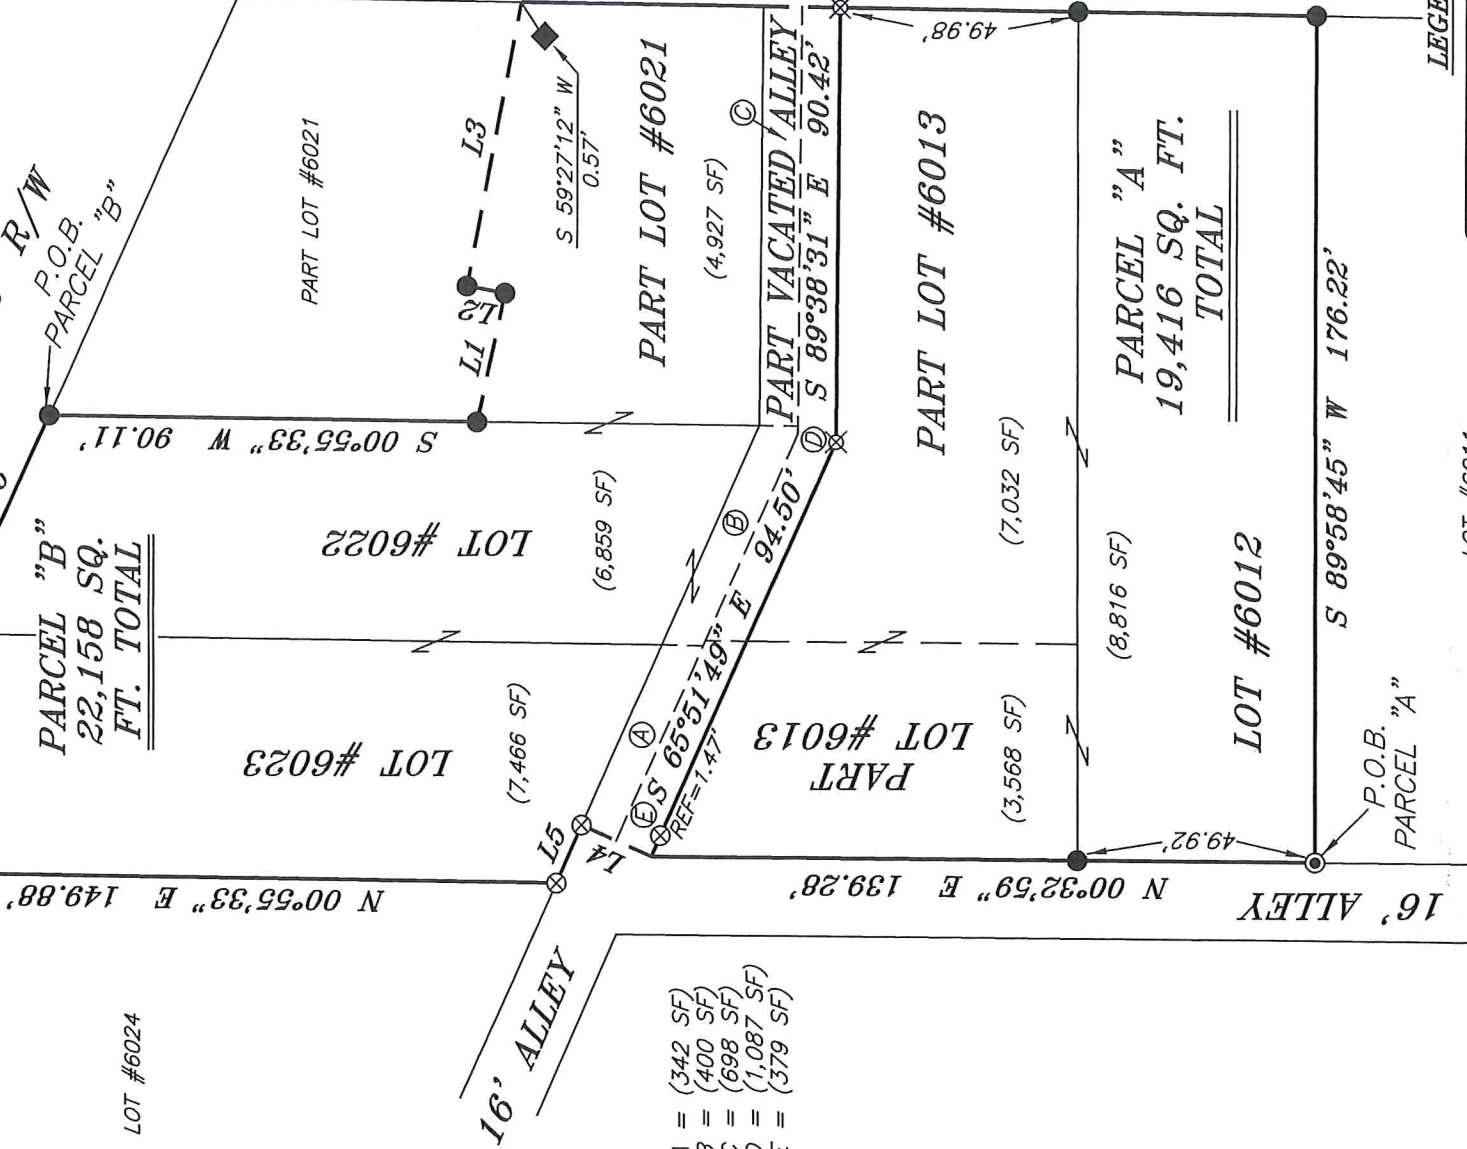 R/W
P.O.B.
PARCEL "B"
PART LOT #6021
L3
L2
L1
S 59°27'12" W
0.57'
PART LOT #6021
(4,927 SF)
C
PART VACATED ALLEY
S 89°38'31" E 90.42'
49.98'
PART LOT #6013
(7,032 SF)
PARCEL "A"
19,416 SQ. FT.
TOTAL
S 89°58'45" W 176.22'
LEGE
S 00°55'33" W 90.11'
PARCEL "B"
22,158 SQ.
FT. TOTAL
LOT #6022
(6,859 SF)
LOT #6023
(7,466 SF)
D
B
A
E
S 65°51'49" E 94.50'
REF=1.47'
L5
L4
PART
LOT #6013
(3,568 SF)
(8,816 SF)
LOT #6012
49.92'
P.O.B.
PARCEL "A"
N 00°55'33" E 149.88'
N 00°32'59" E 139.28'
16' ALLEY
16' ALLEY
LOT #6024
= (342 SF)
= (400 SF)
= (698 SF)
= (1,087 SF)
= (379 SF)